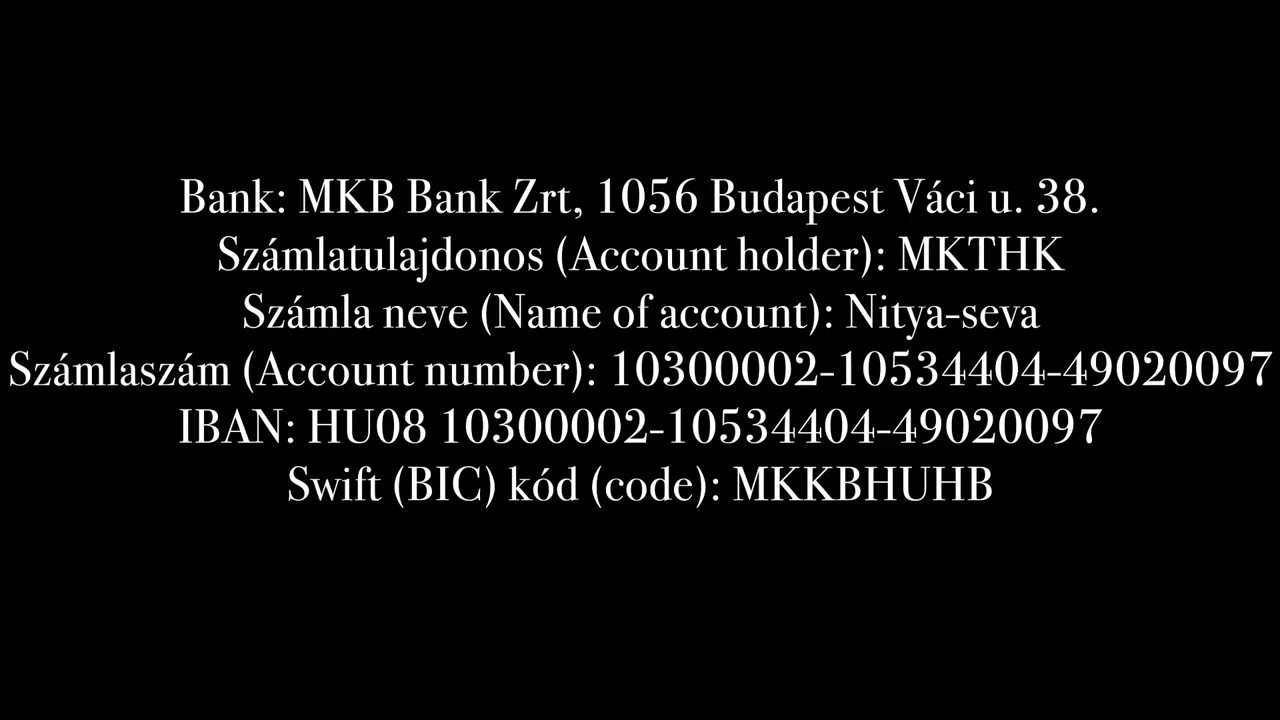 Bank: MKB Bank Zrt, 1056 Budapest Váci u. 38.
Számlatulajdonos (Account holder): MKTHK
Számla neve (Name of account): Nitya-seva
Számlaszám (Account number): 10300002-10534404-49020097
IBAN: HU08 10300002-10534404-49020097
Swift (BIC) kód (code): MKKBHUHB